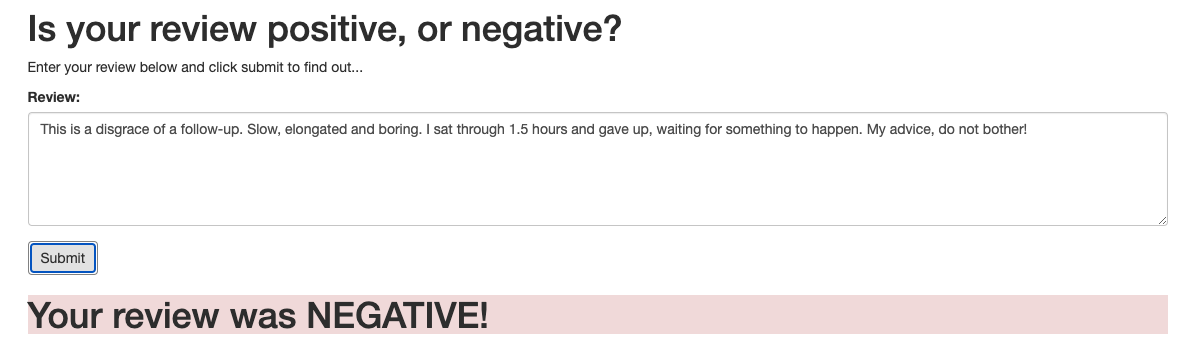 Is your review positive, or negative?
Enter your review below and click submit to find out...
Review:
This is a disgrace of a follow-up. Slow, elongated and boring. I sat through 1.5 hours and gave up, waiting for something to happen. My advice, do not bother!
Submit
Your review was NEGATIVE!